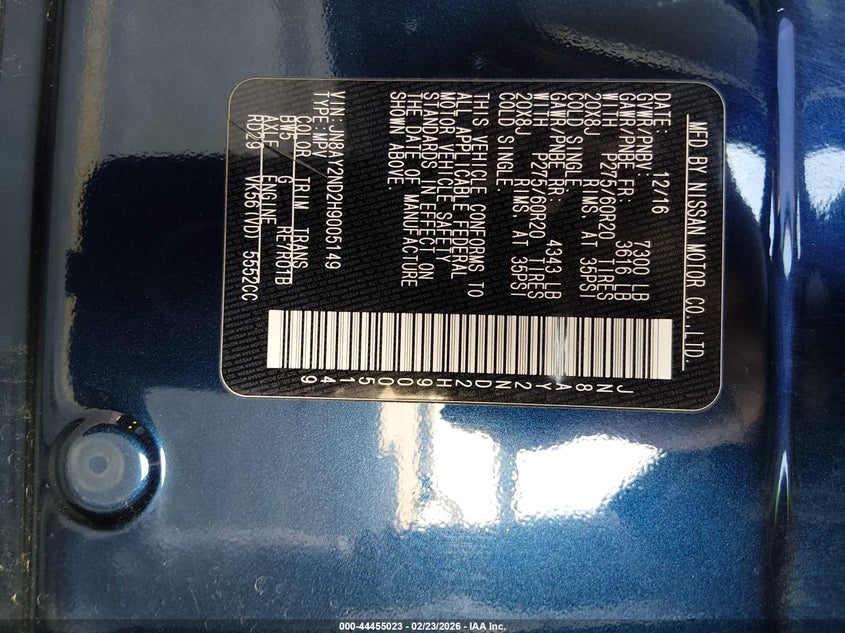 MFD BY NISSAN MOTOR CO.,LTD.
DATE: 12/16
GVWR/PNBV: 7300 LB
GAWR/PNBE FR: 3616 LB
WITH P275/60R20 TIRES
20X8J RIMS AT 35PSI
COLD SINGLE
GAWR/PNBE RR: 4343 LB
WITH P275/60R20 TIRES
20X8J RIMS AT 35PSI
COLD SINGLE
THIS VEHICLE CONFORMS TO
ALL APPLICABLE FEDERAL
MOTOR VEHICLE SAFETY
STANDARDS IN EFFECT ON
THE DATE OF MANUFACTURE
SHOWN ABOVE.
VIN: JN8AY2ND2H9005149
TYPE: MPV
COLOR TRIM TRANS
BW5 G RE7R01B
AXLE ENGINE
RD29 VK56(VD) 5552CC
JN8AY2ND2H9005149
000-44455023 - 02/23/2026 - IAA Inc.